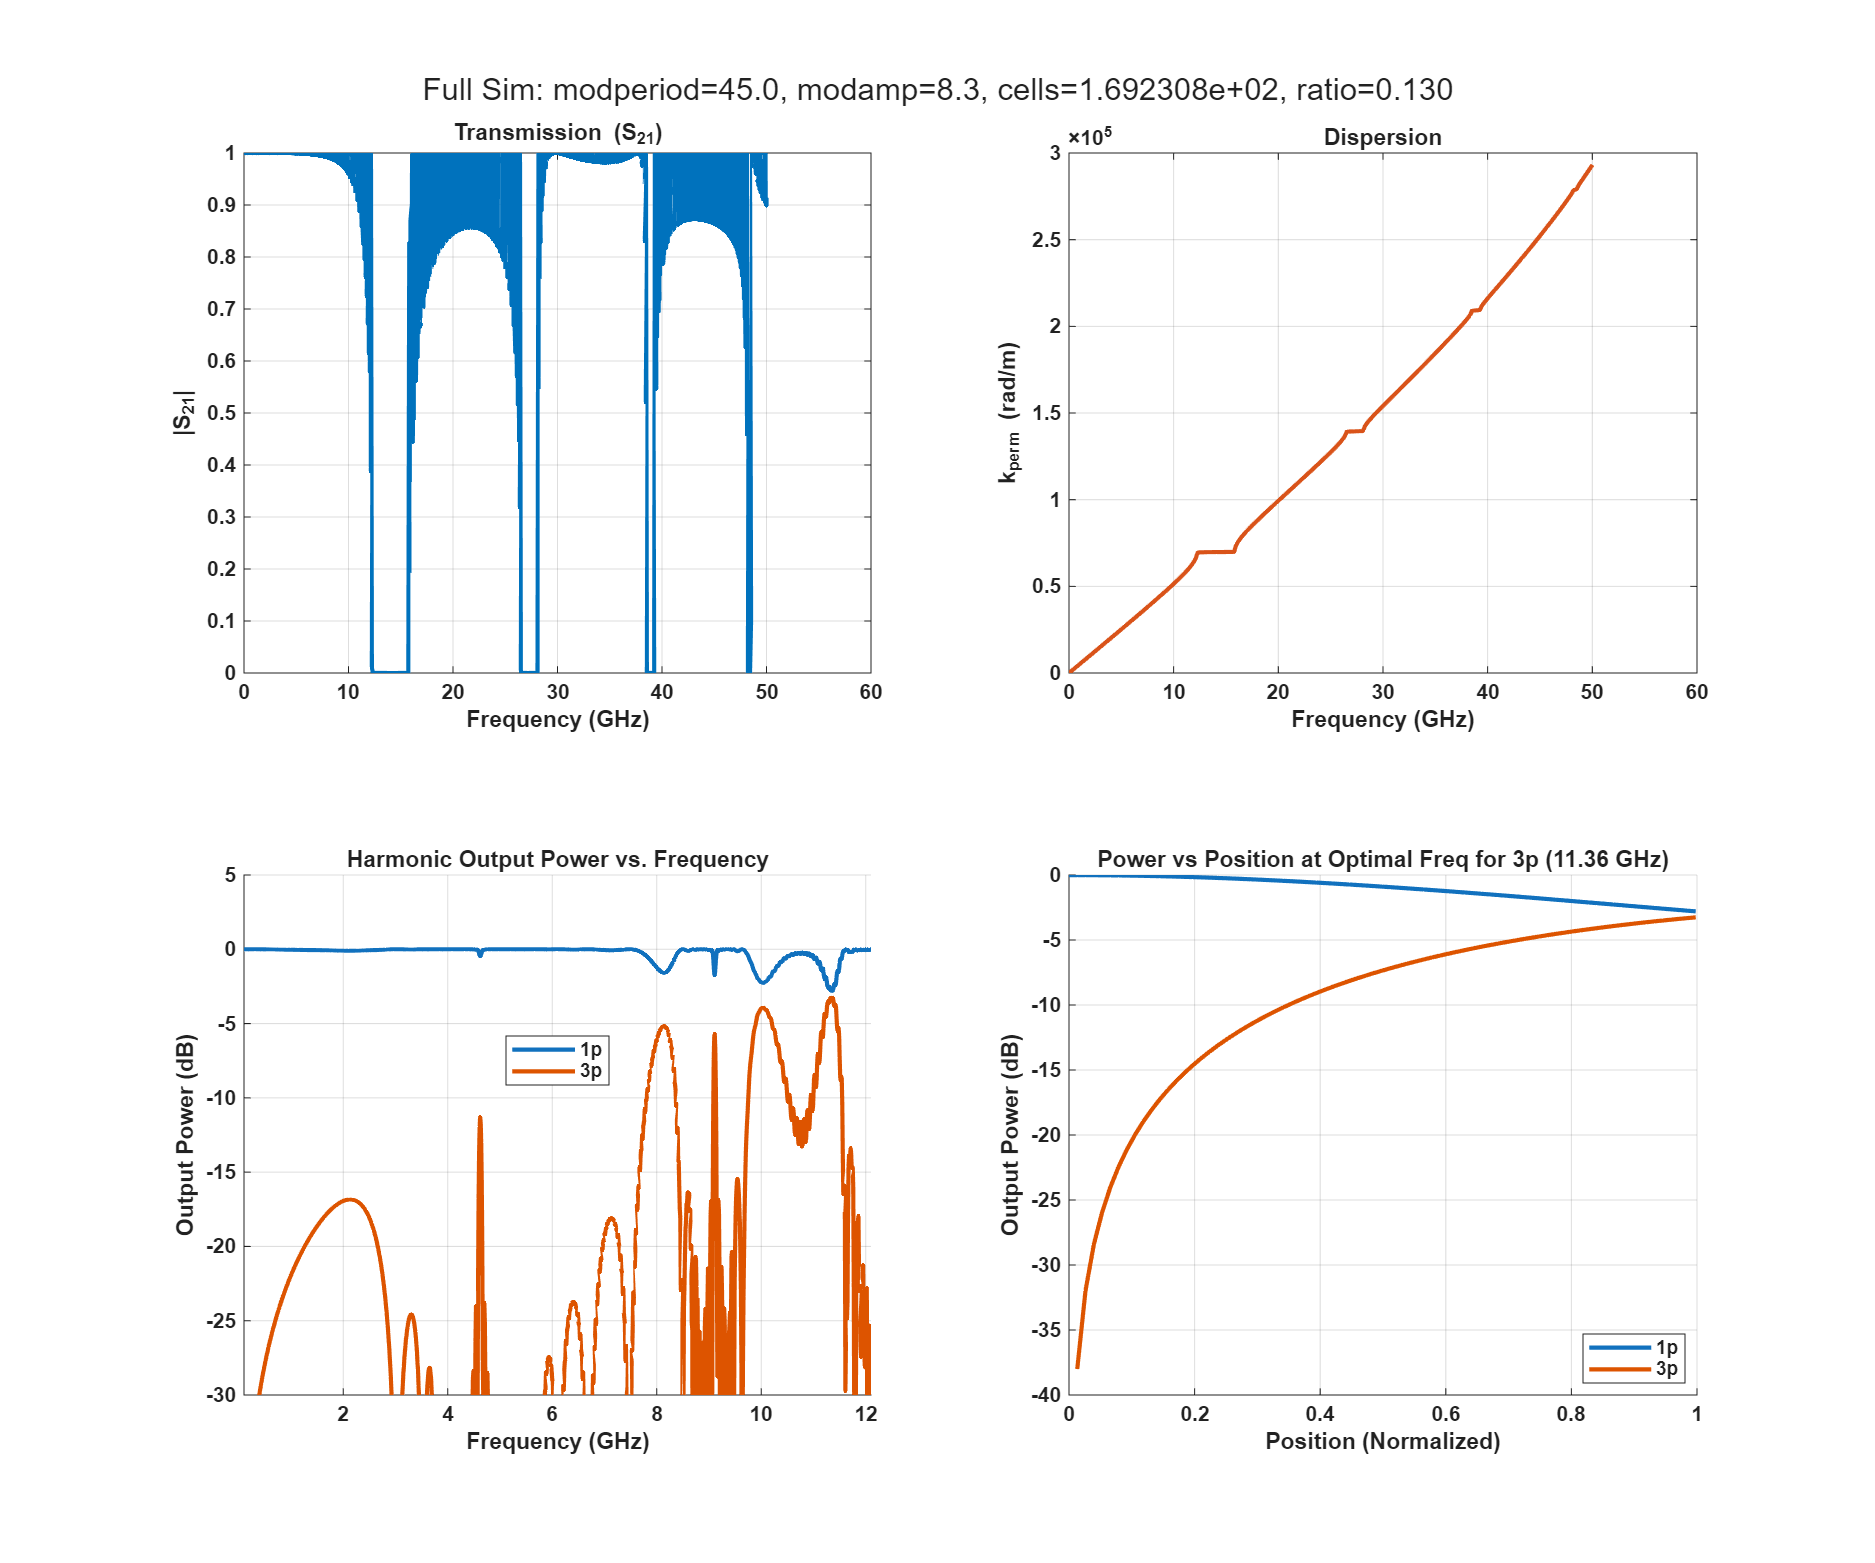 Full Sim: modperiod=45.0, modamp=8.3, cells=1.692308e+02, ratio=0.130
Transmission (S21)
1
0.9
0.8
0.7
0.6
0.5
0.4
0.3
0.2
0.1
0
|S21|
0 10 20 30 40 50 60
Frequency (GHz)
×10^5
Dispersion
3
2.5
2
1.5
1
0.5
0
kperm (rad/m)
0 10 20 30 40 50 60
Frequency (GHz)
Harmonic Output Power vs. Frequency
5
0
-5
-10
-15
-20
-25
-30
Output Power (dB)
1p
3p
2 4 6 8 10 12
Frequency (GHz)
Power vs Position at Optimal Freq for 3p (11.36 GHz)
0
-5
-10
-15
-20
-25
-30
-35
-40
Output Power (dB)
1p
3p
0 0.2 0.4 0.6 0.8 1
Position (Normalized)